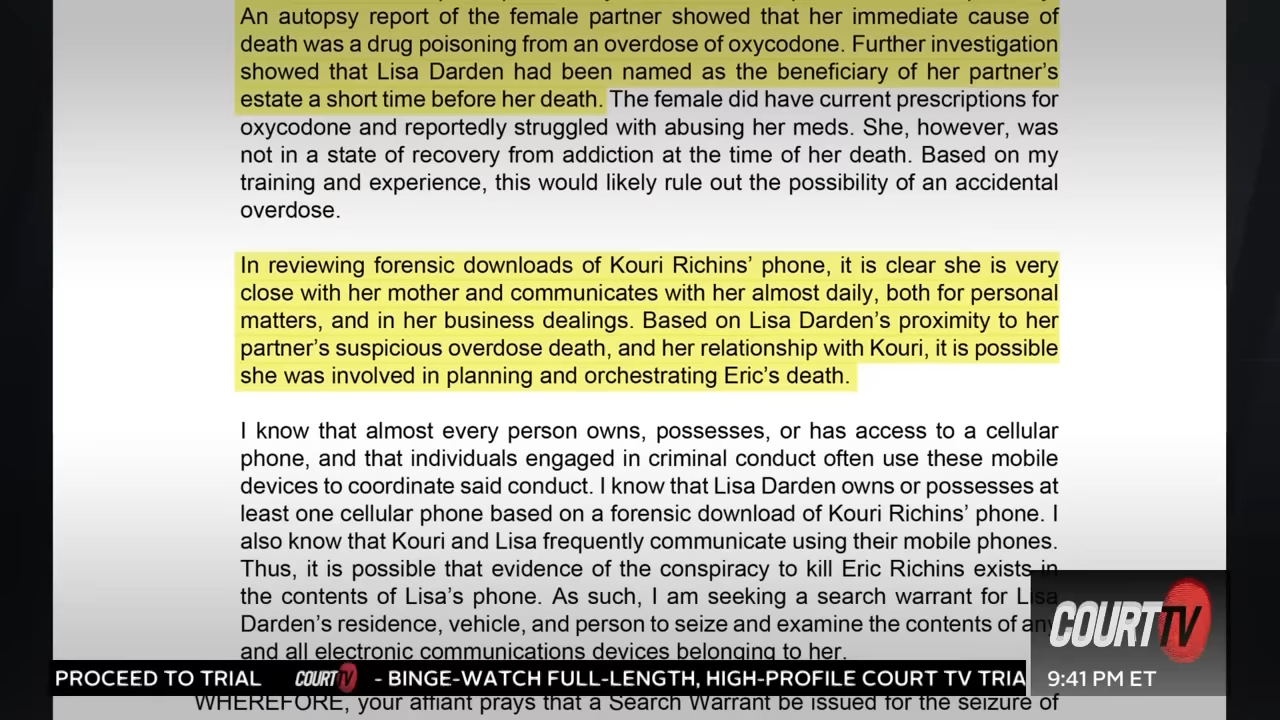 An autopsy report of the female partner showed that her immediate cause of
death was a drug poisoning from an overdose of oxycodone. Further investigation
showed that Lisa Darden had been named as the beneficiary of her partner's
estate a short time before her death. The female did have current prescriptions for
oxycodone and reportedly struggled with abusing her meds. She, however, was
not in a state of recovery from addiction at the time of her death. Based on my
training and experience, this would likely rule out the possibility of an accidental
overdose.
In reviewing forensic downloads of Kouri Richins' phone, it is clear she is very
close with her mother and communicates with her almost daily, both for personal
matters, and in her business dealings. Based on Lisa Darden's proximity to her
partner's suspicious overdose death, and her relationship with Kouri, it is possible
she was involved in planning and orchestrating Eric's death.
I know that almost every person owns, possesses, or has access to a cellular
phone, and that individuals engaged in criminal conduct often use these mobile
devices to coordinate said conduct. I know that Lisa Darden owns or possesses at
least one cellular phone based on a forensic download of Kouri Richins' phone. I
also know that Kouri and Lisa frequently communicate using their mobile phones.
Thus, it is possible that evidence of the conspiracy to kill Eric Richins exists in
the contents of Lisa's phone. As such, I am seeking a search warrant for Lisa
Darden's residence, vehicle, and person to seize and examine the contents of any
and all electronic communications devices belonging to her.
COURT TV
PROCEED TO TRIAL COURT TV - BINGE-WATCH FULL-LENGTH, HIGH-PROFILE COURT TV TRIA
9:41 PM ET
WHEREFORE, your affiant prays that a Search Warrant be issued for the seizure of